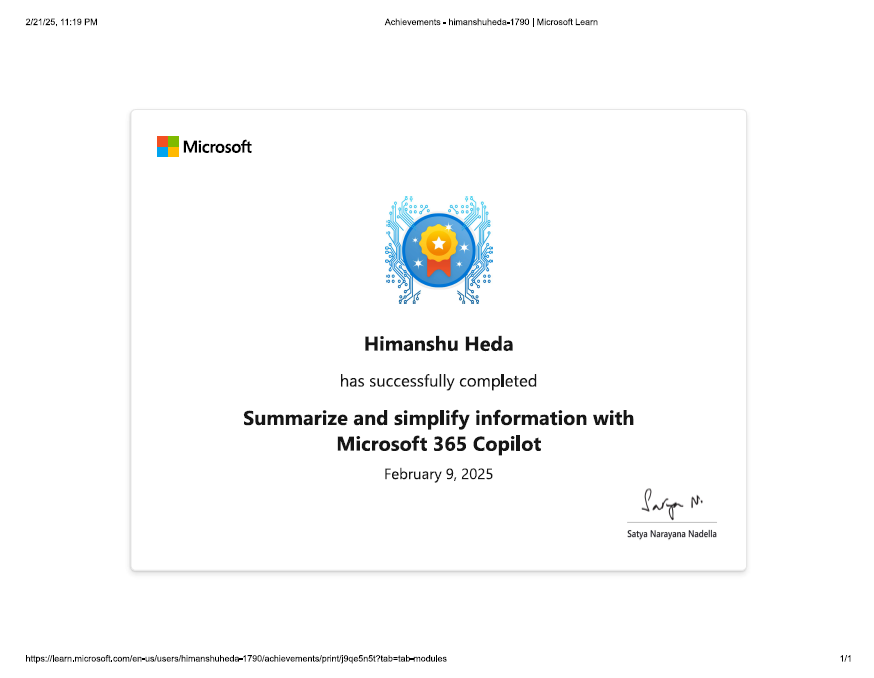 2/21/25, 11:19 PM
Achievements - himanshuheda-1790 | Microsoft Learn
Microsoft
Himanshu Heda
has successfully completed
Summarize and simplify information with
Microsoft 365 Copilot
February 9, 2025
Satya N.
Satya Narayana Nadella
https://learn.microsoft.com/en-us/users/himanshuheda-1790/achievements/print/j9qe5n5t?tab=tab-modules
1/1